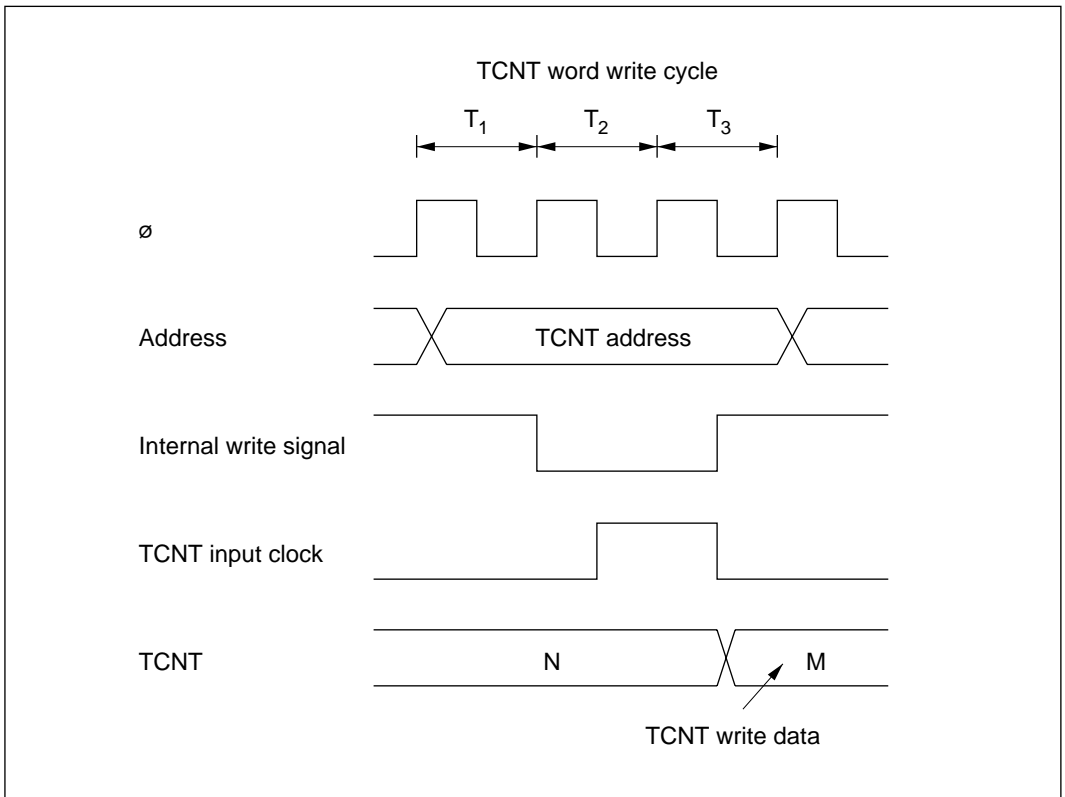 TCNT word write cycle
T1 T2 T3
ø
Address TCNT address
Internal write signal
TCNT input clock
TCNT N M
TCNT write data